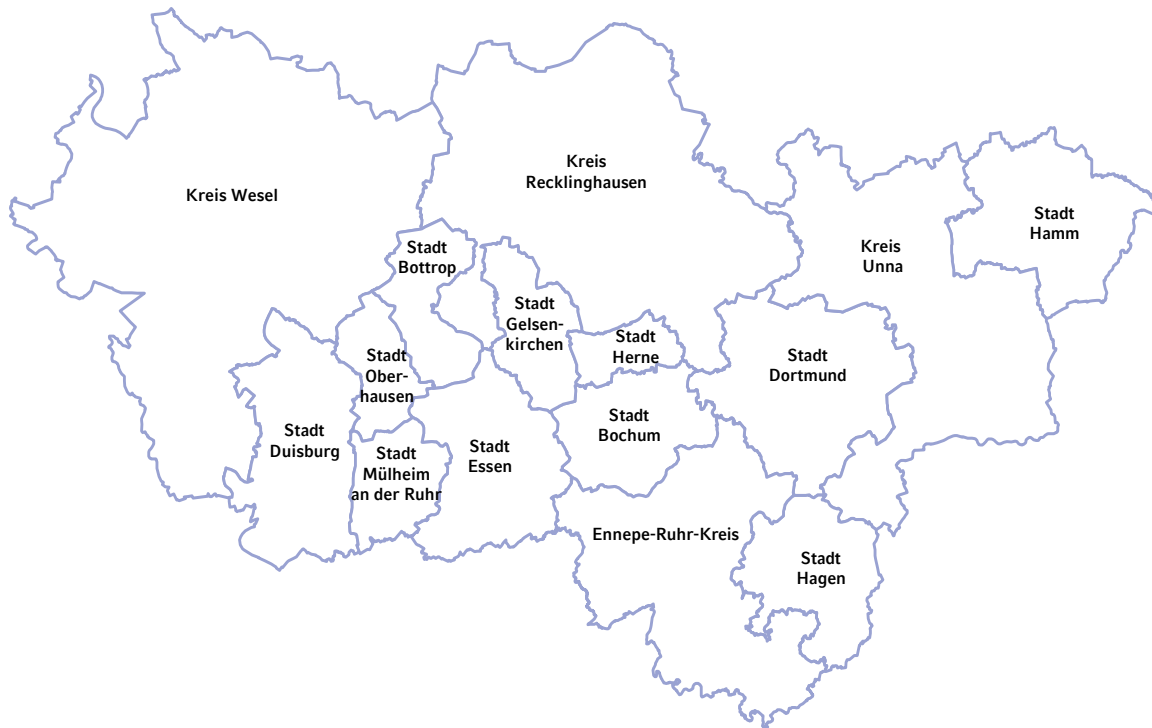 Kreis Wesel
Kreis
Recklinghausen
Stadt
Hamm
Kreis
Unna
Stadt
Bottrop
Stadt
Gelsen-
kirchen
Stadt
Herne
Stadt
Dortmund
Stadt
Ober-
hausen
Stadt
Duisburg
Stadt
Mülheim
an der Ruhr
Stadt
Essen
Stadt
Bochum
Ennepe-Ruhr-Kreis
Stadt
Hagen